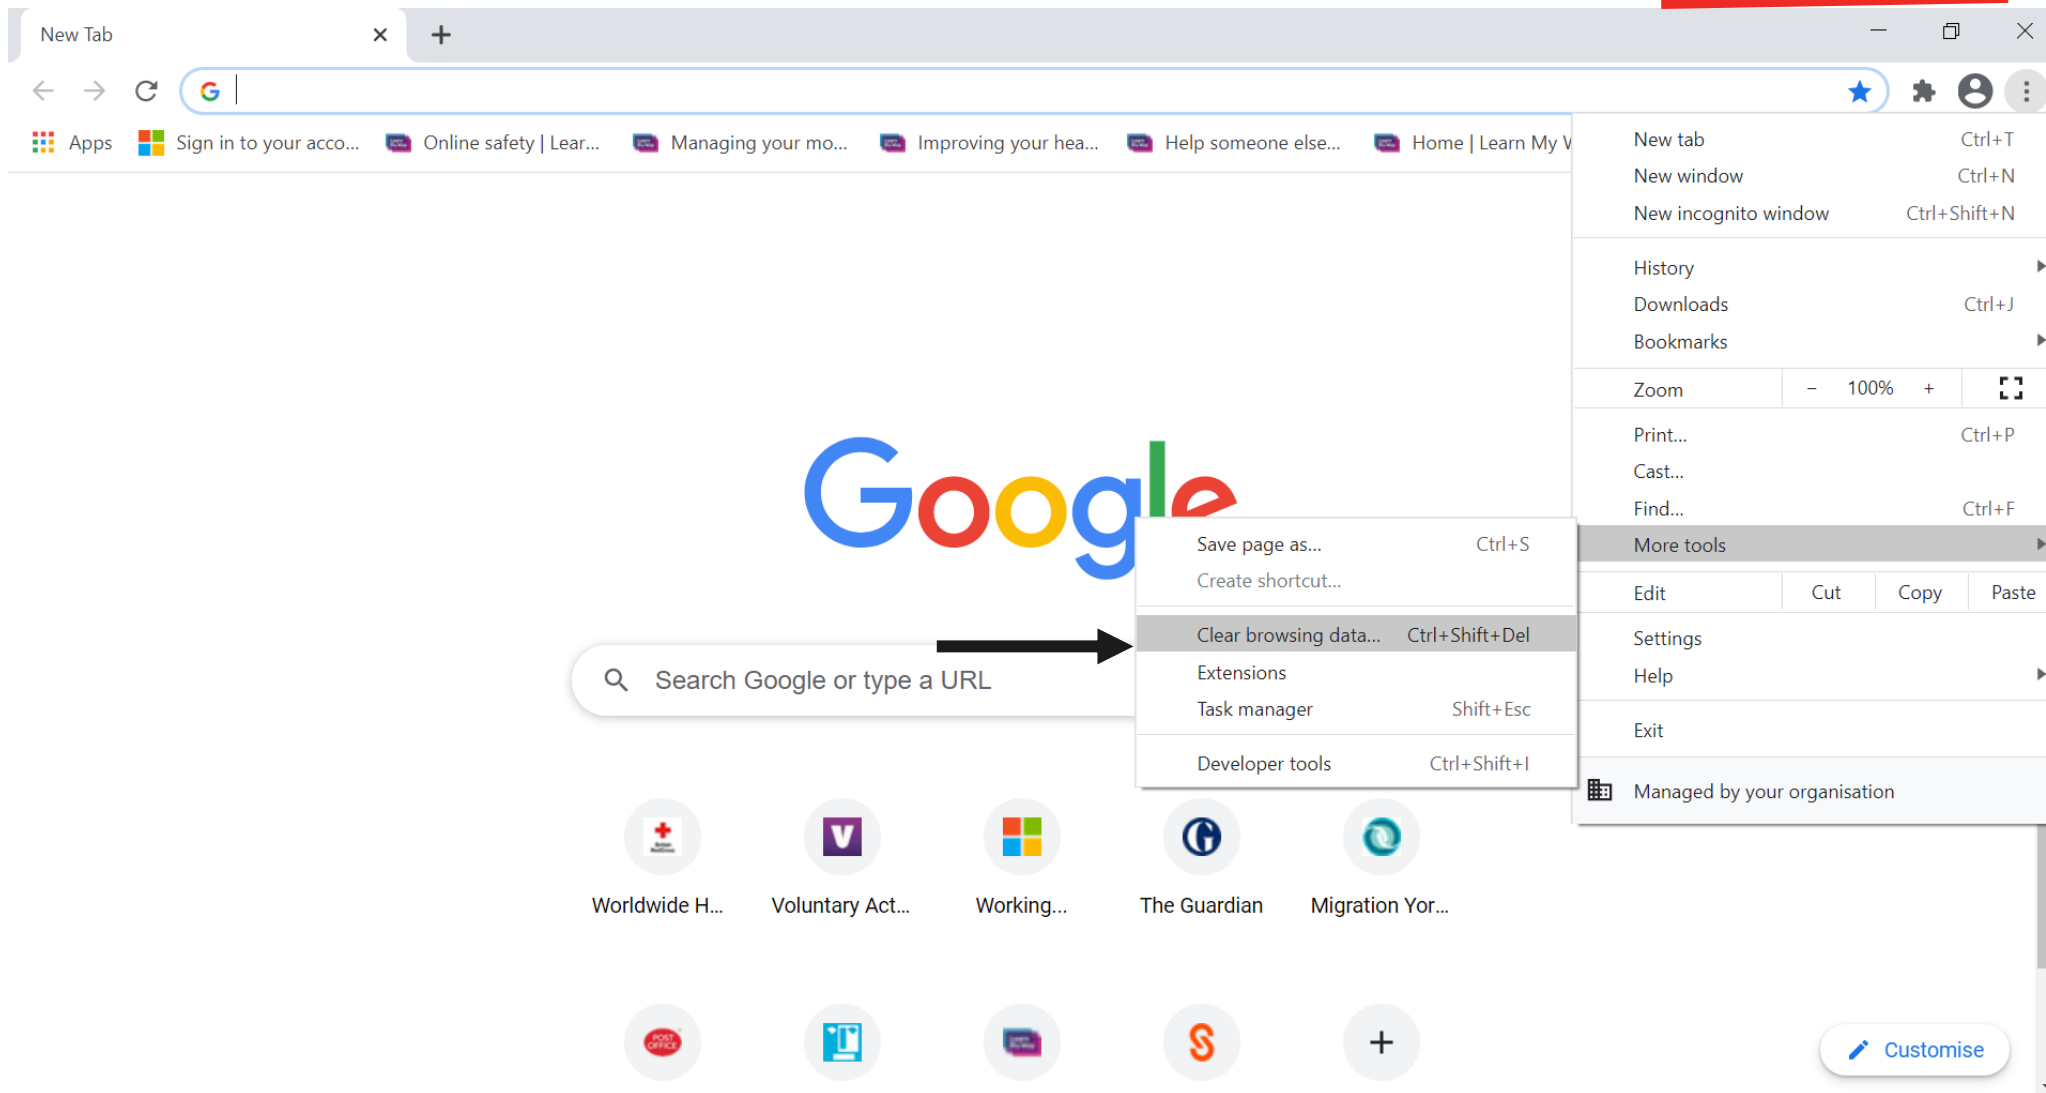 New Tab
Apps
Sign in to your acco...
Online safety | Lear...
Managing your mo...
Improving your hea...
Help someone else...
Home | Learn My W
New tab Ctrl+T
New window Ctrl+N
New incognito window Ctrl+Shift+N
History
Downloads Ctrl+J
Bookmarks
Zoom − 100% +
Print... Ctrl+P
Cast...
Find... Ctrl+F
More tools
Edit Cut Copy Paste
Settings
Help
Exit
Managed by your organisation
Google
Save page as... Ctrl+S
Create shortcut...
Clear browsing data... Ctrl+Shift+Del
Extensions
Task manager Shift+Esc
Developer tools Ctrl+Shift+I
Search Google or type a URL
Worldwide H...
Voluntary Act...
Working...
The Guardian
Migration Yor...
POST
OFFICE
Customise